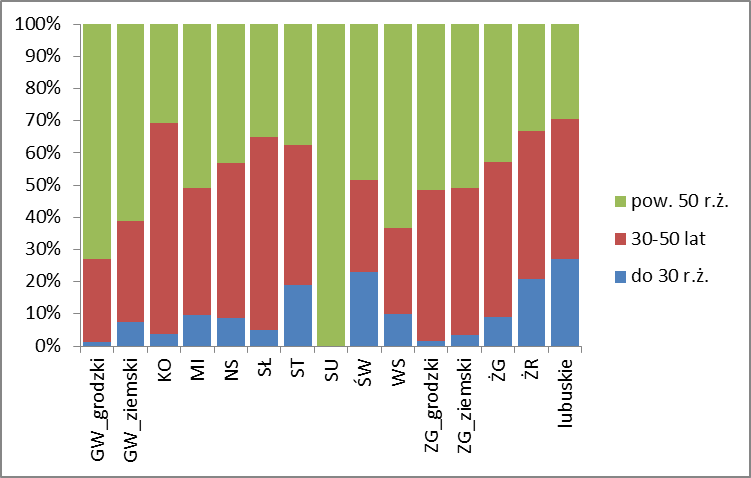 100%
90%
80%
70%
60%
50%
40%
30%
20%
10%
0%
GW_grodzki
GW_ziemski
KO
MI
NS
SŁ
ST
SU
ŚW
WS
ZG_grodzki
ZG_ziemski
ŻG
ŻR
lubuskie
pow. 50 r.ż.
30-50 lat
do 30 r.ż.